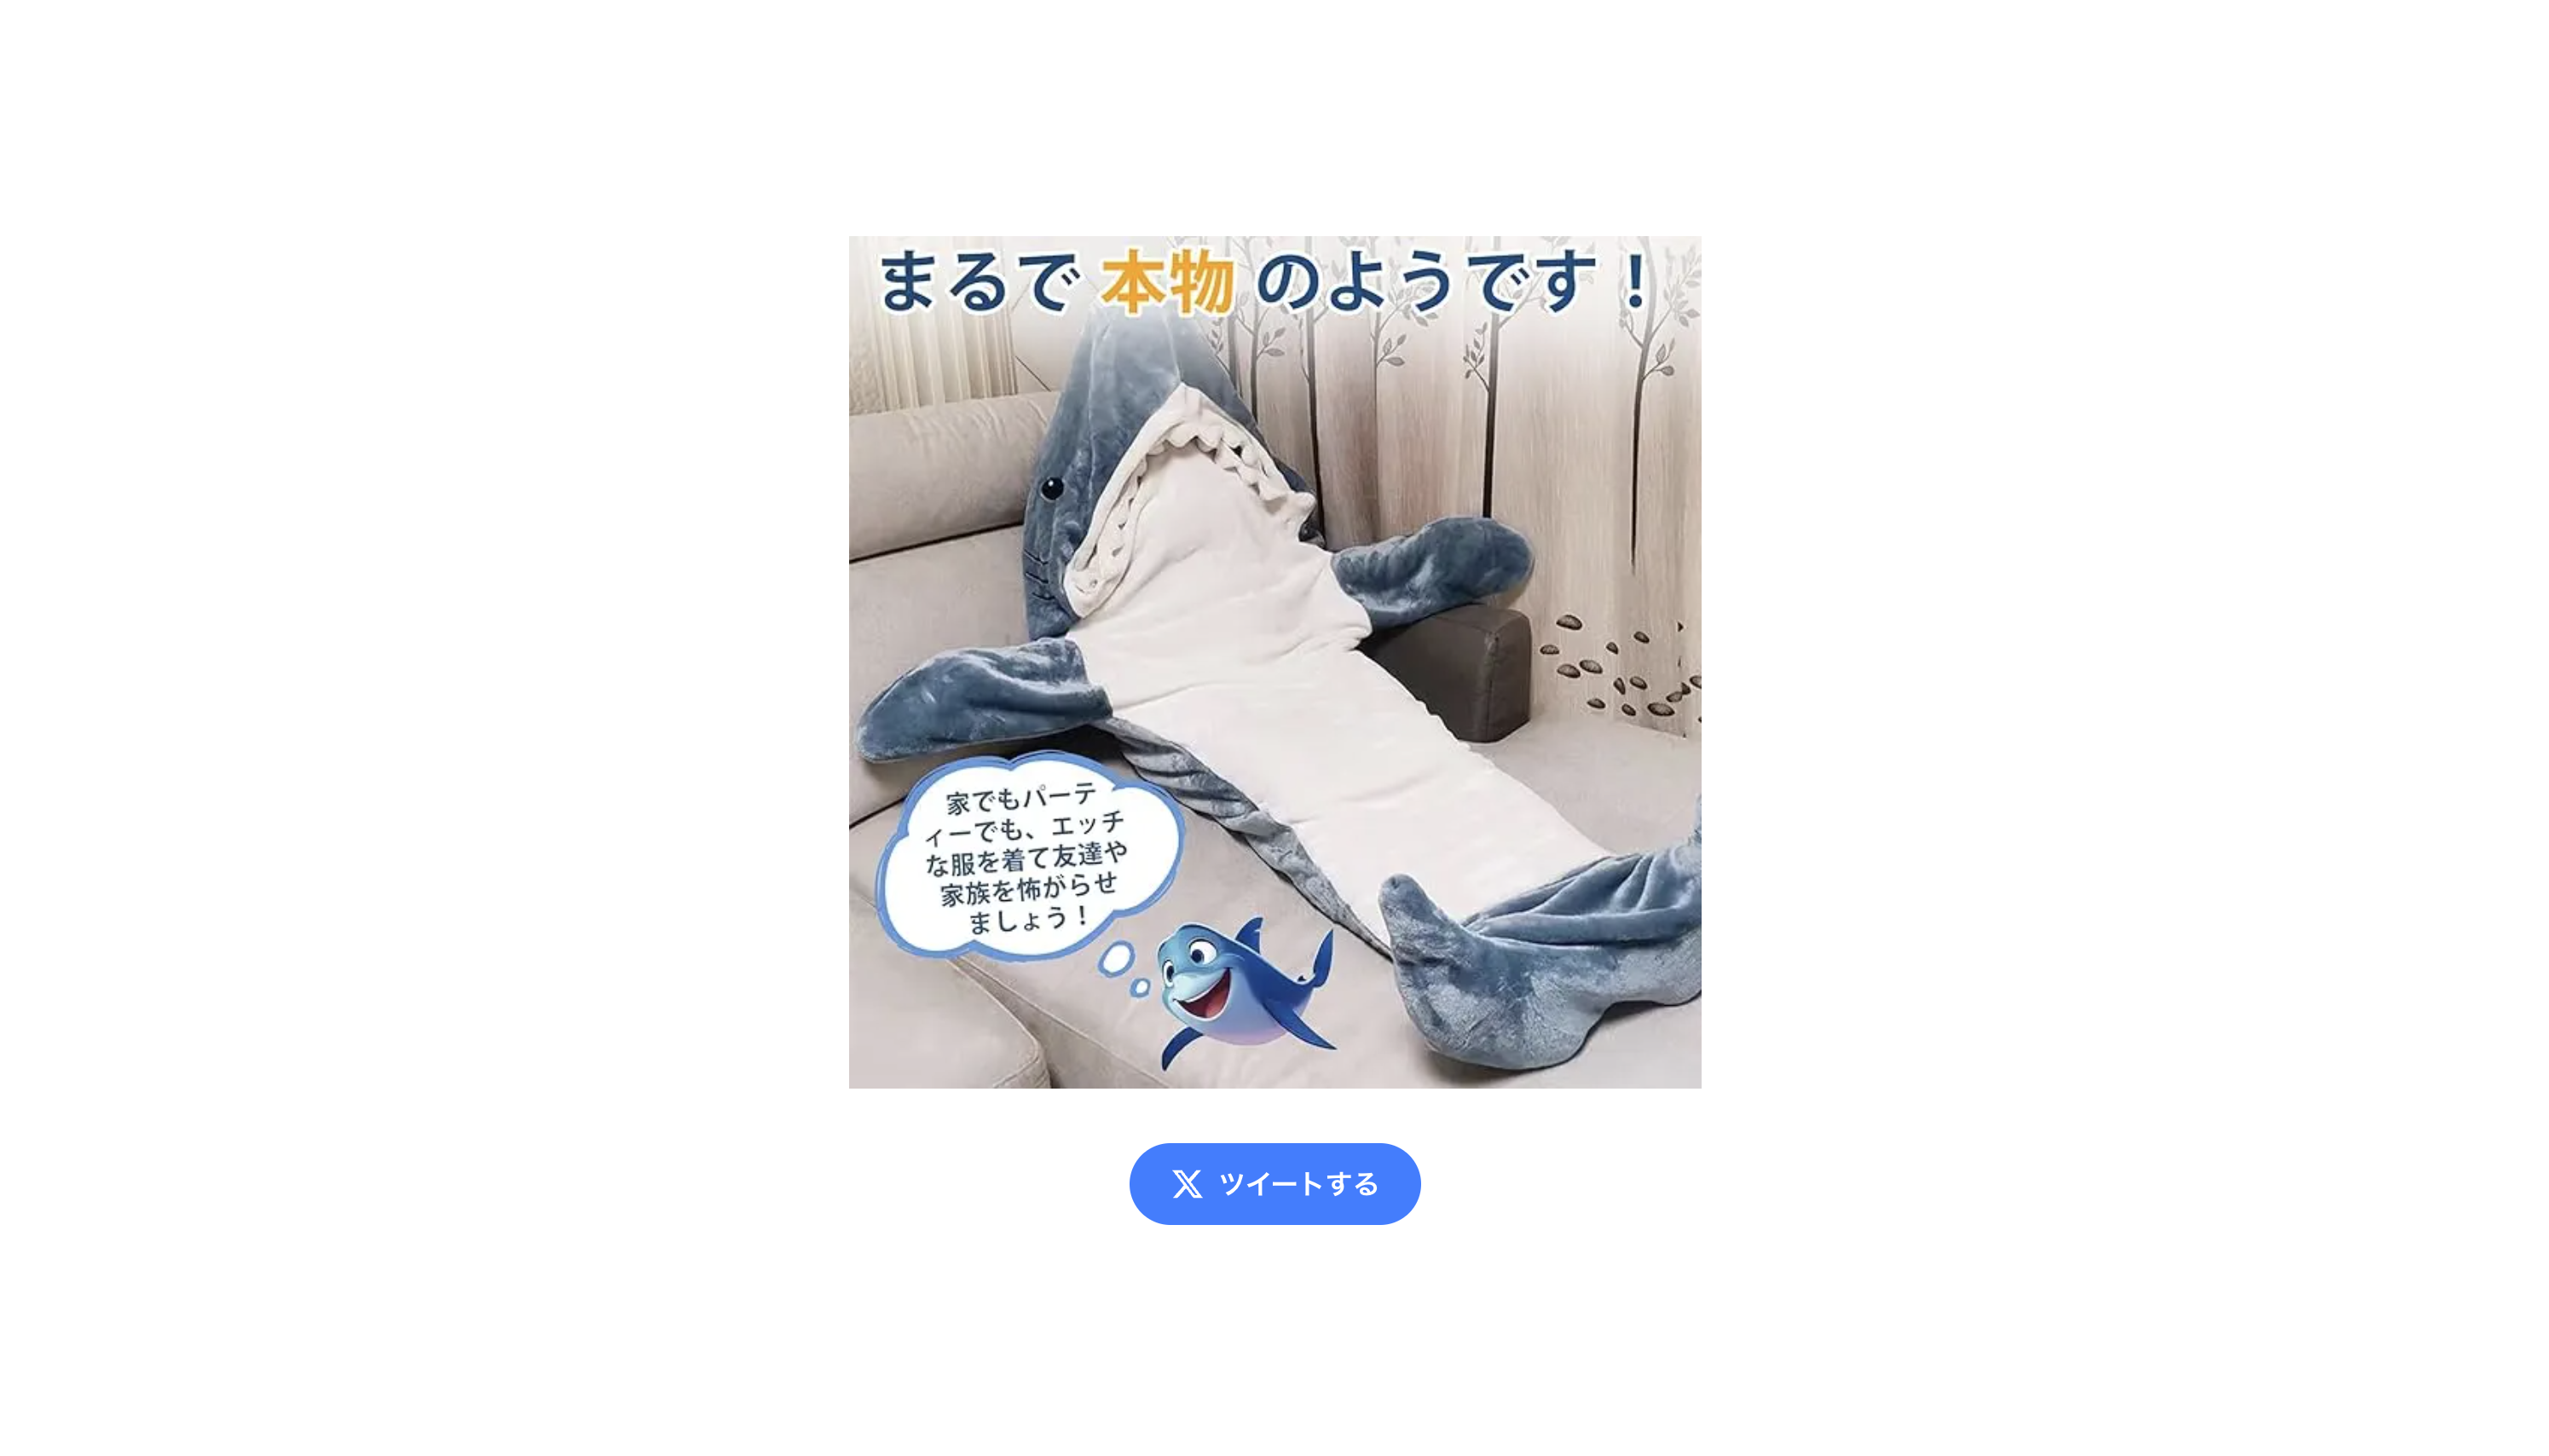 まるで 本物 のようです！
家でもパーテ
ィーでも、エッチ
な服を着て友達や
家族を怖がらせ
ましょう！
ツイートする